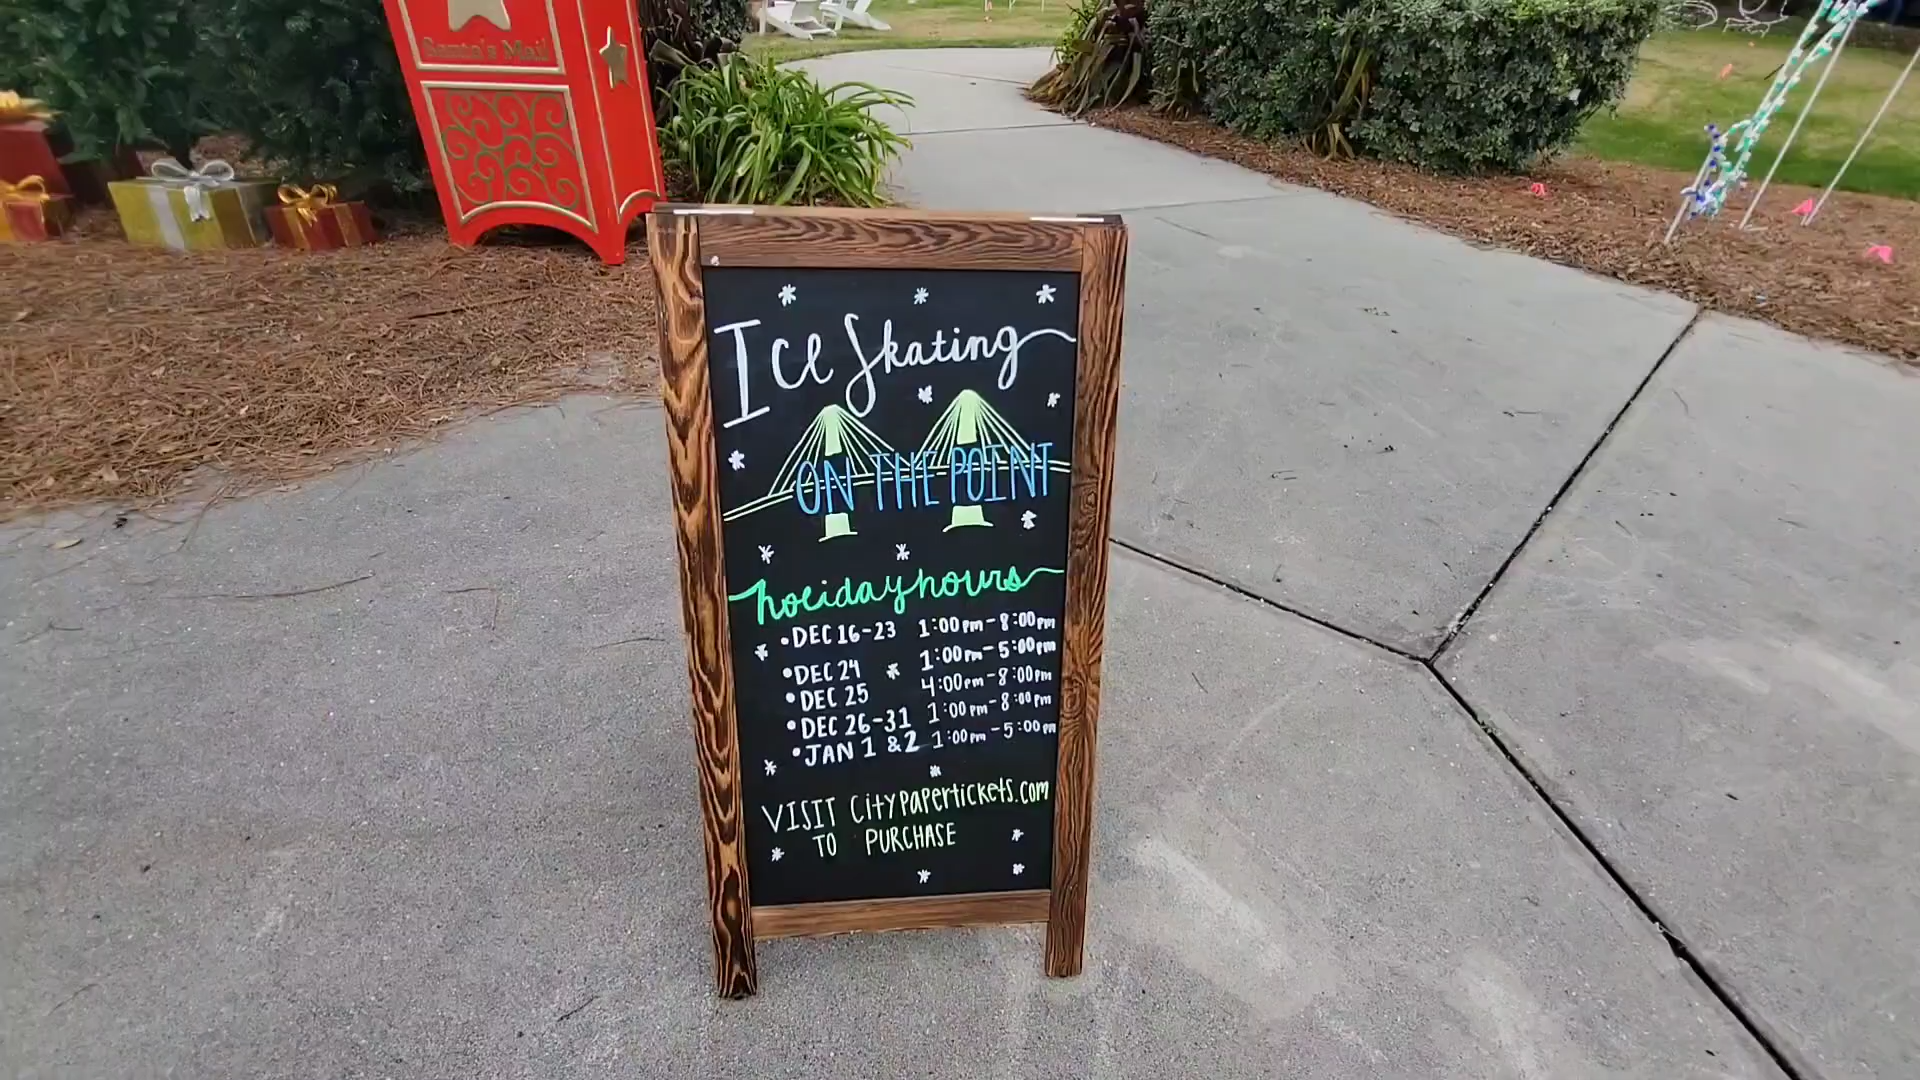 Santa's Mail
Ice Skating
ON THE POINT
holiday hours
• DEC 16-23 1:00pm-8:00pm
• DEC 24 1:00pm-5:00pm
• DEC 25 4:00pm-8:00pm
• DEC 26-31 1:00pm-8:00pm
• JAN 1 & 2 1:00pm-5:00pm
VISIT CityPapertickets.com
TO PURCHASE